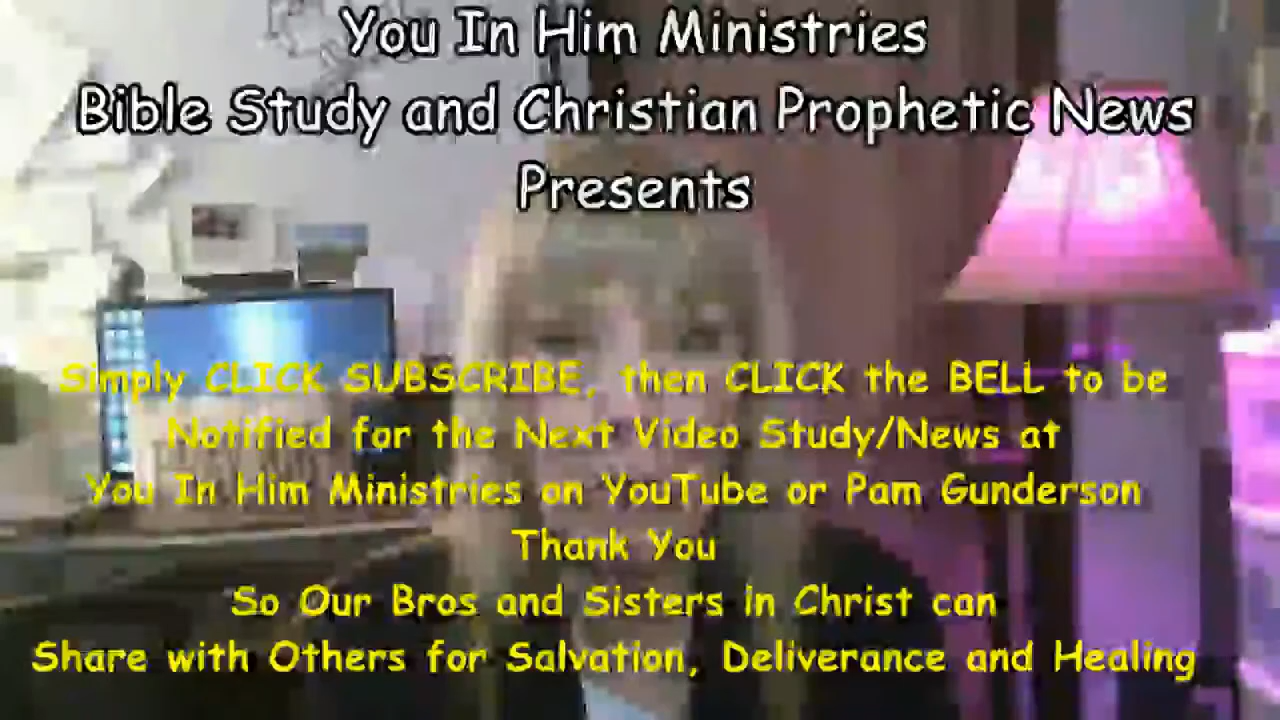 You In Him Ministries
Bible Study and Christian Prophetic News
Presents
Simply CLICK SUBSCRIBE, then CLICK the BELL to be
Notified for the Next Video Study/News at
You In Him Ministries on YouTube or Pam Gunderson
Thank You
So Our Bros and Sisters in Christ can
Share with Others for Salvation, Deliverance and Healing